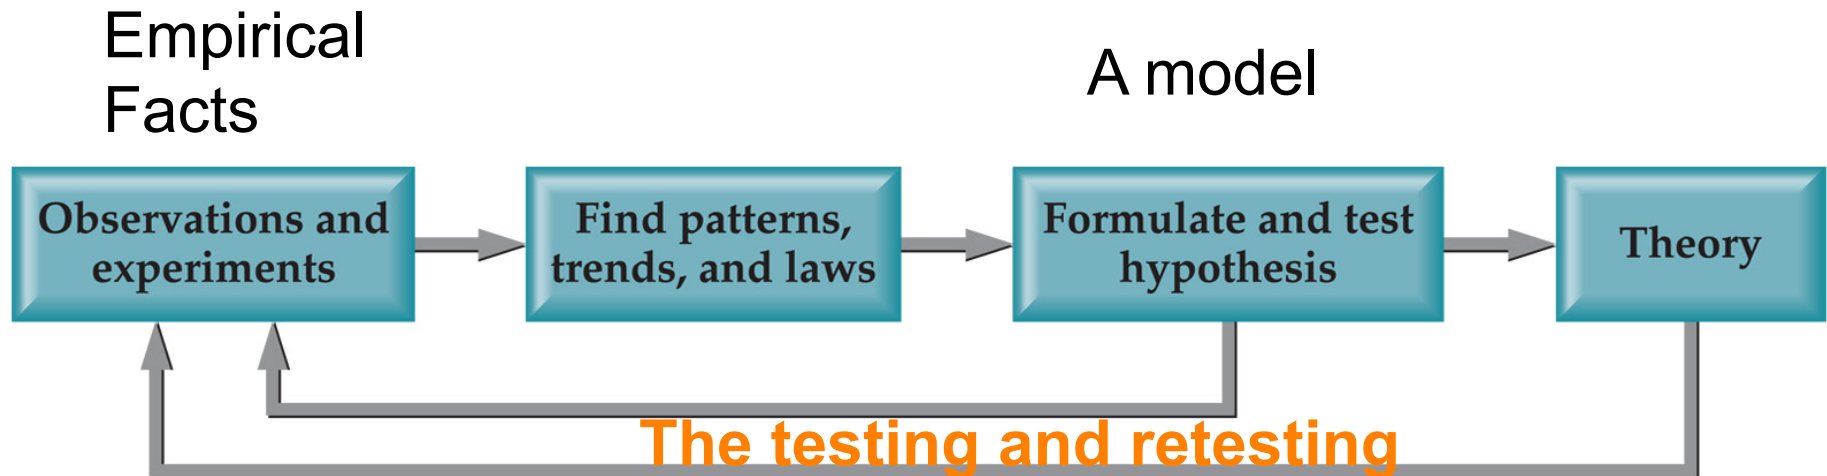 Empirical
Facts
A model
Observations and
experiments
Find patterns,
trends, and laws
Formulate and test
hypothesis
Theory
The testing and retesting